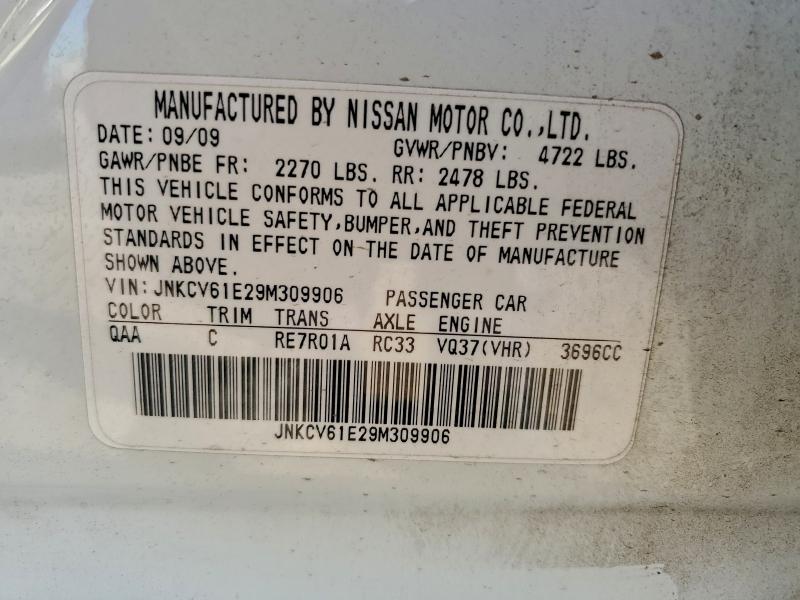 MANUFACTURED BY NISSAN MOTOR CO.,LTD.
DATE: 09/09 GVWR/PNBV: 4722 LBS.
GAWR/PNBE FR: 2270 LBS. RR: 2478 LBS.
THIS VEHICLE CONFORMS TO ALL APPLICABLE FEDERAL
MOTOR VEHICLE SAFETY,BUMPER,AND THEFT PREVENTION
STANDARDS IN EFFECT ON THE DATE OF MANUFACTURE
SHOWN ABOVE.
VIN: JNKCV61E29M309906 PASSENGER CAR
COLOR TRIM TRANS AXLE ENGINE
QAA C RE7R01A RC33 VQ37(VHR) 3696CC
JNKCV61E29M309906